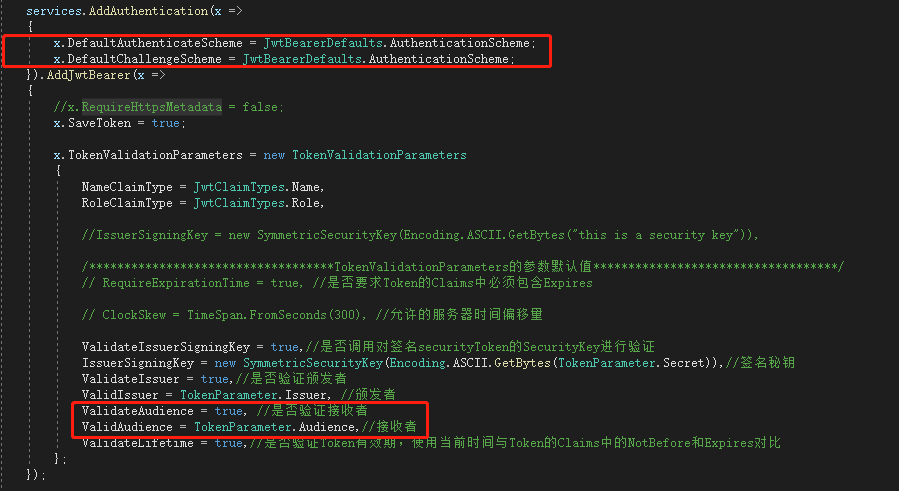 services.AddAuthentication(x =>
{
x.DefaultAuthenticateScheme = JwtBearerDefaults.AuthenticationScheme;
x.DefaultChallengeScheme = JwtBearerDefaults.AuthenticationScheme;
}).AddJwtBearer(x =>
{
//x.RequireHttpsMetadata = false;
x.SaveToken = true;
x.TokenValidationParameters = new TokenValidationParameters
{
NameClaimType = JwtClaimTypes.Name,
RoleClaimType = JwtClaimTypes.Role,
//IssuerSigningKey = new SymmetricSecurityKey(Encoding.ASCII.GetBytes("this is a security key")),
/***********************************TokenValidationParameters的参数默认值***********************************/
// RequireExpirationTime = true, //是否要求Token的Claims中必须包含Expires
// ClockSkew = TimeSpan.FromSeconds(300), //允许的服务器时间偏移量
ValidateIssuerSigningKey = true,//是否调用对签名securityToken的SecurityKey进行验证
IssuerSigningKey = new SymmetricSecurityKey(Encoding.ASCII.GetBytes(TokenParameter.Secret)),//签名秘钥
ValidateIssuer = true,//是否验证颁发者
ValidIssuer = TokenParameter.Issuer, //颁发者
ValidateAudience = true, //是否验证接收者
ValidAudience = TokenParameter.Audience,//接收者
ValidateLifetime = true,//是否验证Token有效期，使用当前时间与Token的Claims中的NotBefore和Expires对比
};
});